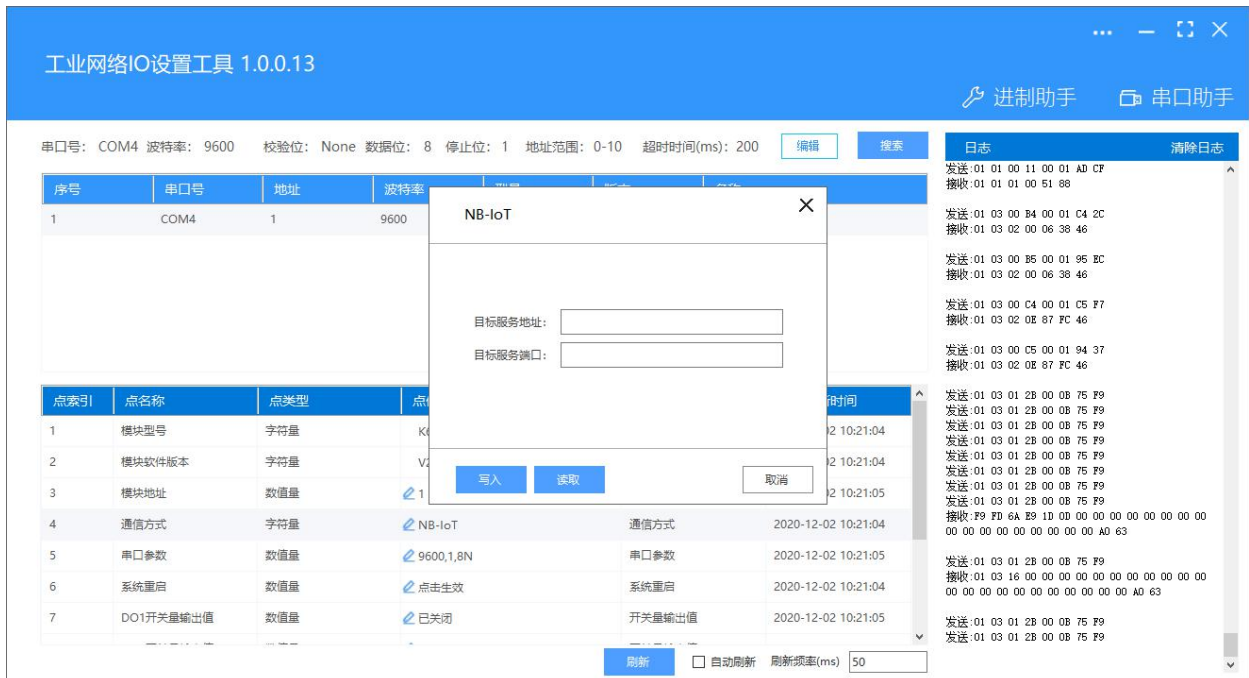 工业网络IO设置工具 1.0.0.13
进制助手 串口助手
串口号: COM4 波特率: 9600 校验位: None 数据位: 8 停止位: 1 地址范围: 0-10 超时时间(ms): 200 编辑 搜索
序号 串口号 地址 波特率
1 COM4 1 9600
NB-IoT
目标服务地址:
目标服务端口:
写入 读取 取消
点索引 点名称 点类型
1 模块型号 字符量 10:21:04
2 模块软件版本 字符量 10:21:04
3 模块地址 数值量 1 10:21:05
4 通信方式 字符量 NB-IoT 通信方式 2020-12-02 10:21:04
5 串口参数 数值量 9600,1,8N 串口参数 2020-12-02 10:21:05
6 系统重启 数值量 点击生效 系统重启 2020-12-02 10:21:04
7 DO1开关量输出值 数值量 已关闭 开关量输出值 2020-12-02 10:21:05
刷新 自动刷新 刷新频率(ms) 50
日志 清除日志
发送:01 01 00 11 00 01 AD CF
接收:01 01 01 00 51 88
发送:01 03 00 B4 00 01 C4 2C
接收:01 03 02 00 06 38 46
发送:01 03 00 B5 00 01 95 EC
接收:01 03 02 00 06 38 46
发送:01 03 00 C4 00 01 C5 F7
接收:01 03 02 0E 87 FC 46
发送:01 03 00 C5 00 01 94 37
接收:01 03 02 0E 87 FC 46
发送:01 03 01 2B 00 0B 75 F9
发送:01 03 01 2B 00 0B 75 F9
发送:01 03 01 2B 00 0B 75 F9
发送:01 03 01 2B 00 0B 75 F9
发送:01 03 01 2B 00 0B 75 F9
发送:01 03 01 2B 00 0B 75 F9
发送:01 03 01 2B 00 0B 75 F9
发送:01 03 01 2B 00 0B 75 F9
接收:F9 FD 6A E9 1D 0D 00 00 00 00 00 00 00 00
00 00 00 00 00 00 00 00 00 A0 63
发送:01 03 01 2B 00 0B 75 F9
接收:01 03 16 00 00 00 00 00 00 00 00 00 00 00
00 00 00 00 00 00 00 00 00 00 00 A0 63
发送:01 03 01 2B 00 0B 75 F9
发送:01 03 01 2B 00 0B 75 F9